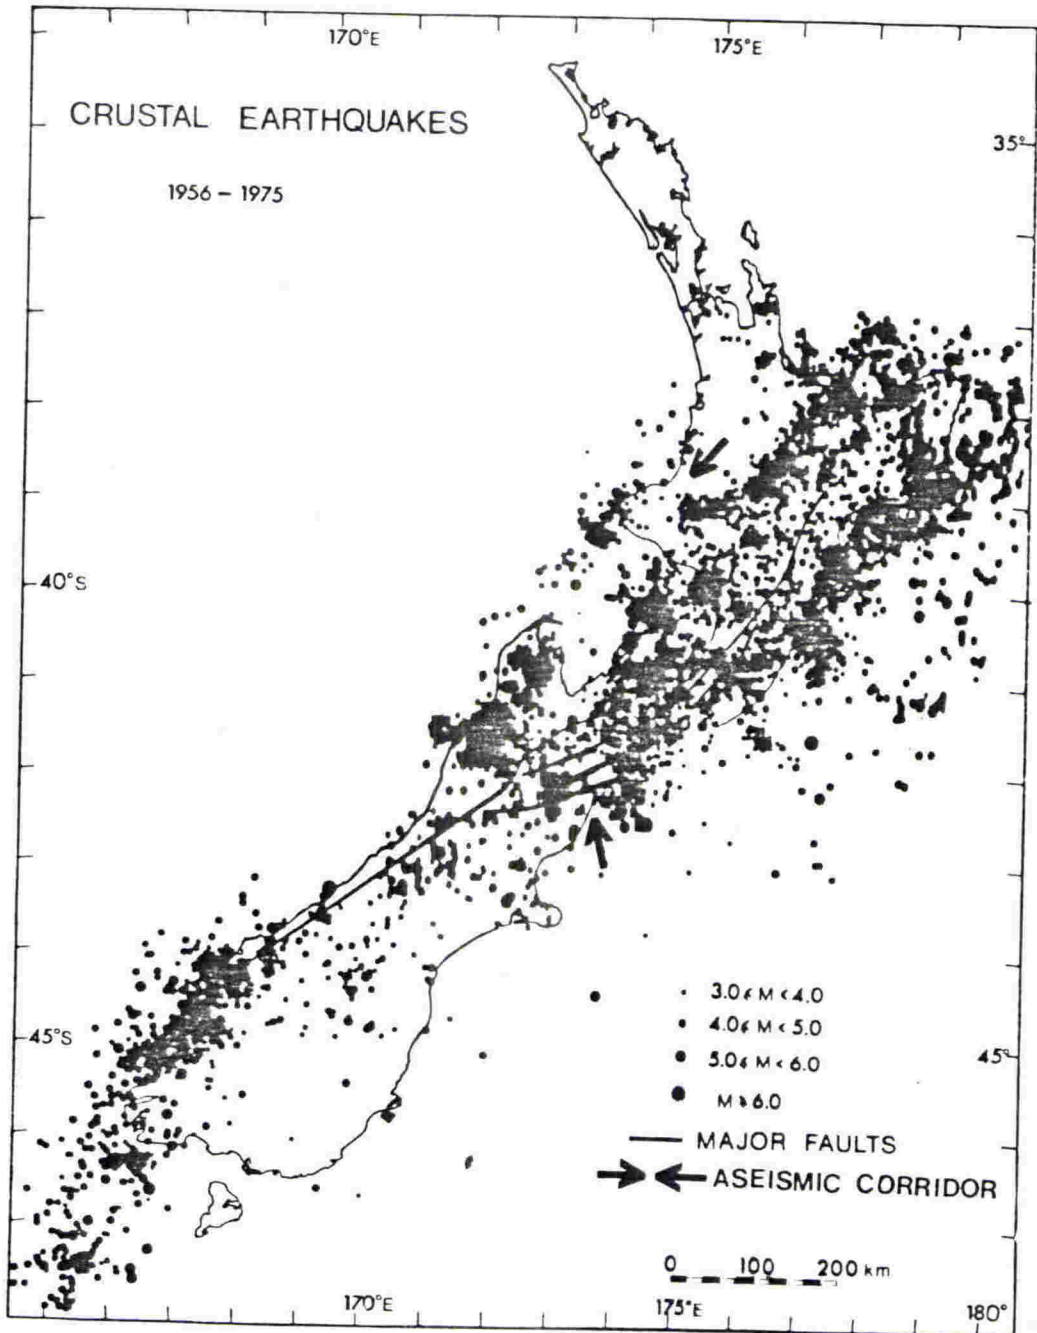 170°E 175°E
CRUSTAL EARTHQUAKES
35°
1956 – 1975
40°S
3.0≤M<4.0
4.0≤M<5.0
45°S
5.0≤M<6.0
45°
M≥6.0
MAJOR FAULTS
ASEISMIC CORRIDOR
0 100 200 km
170°E 175°E 180°